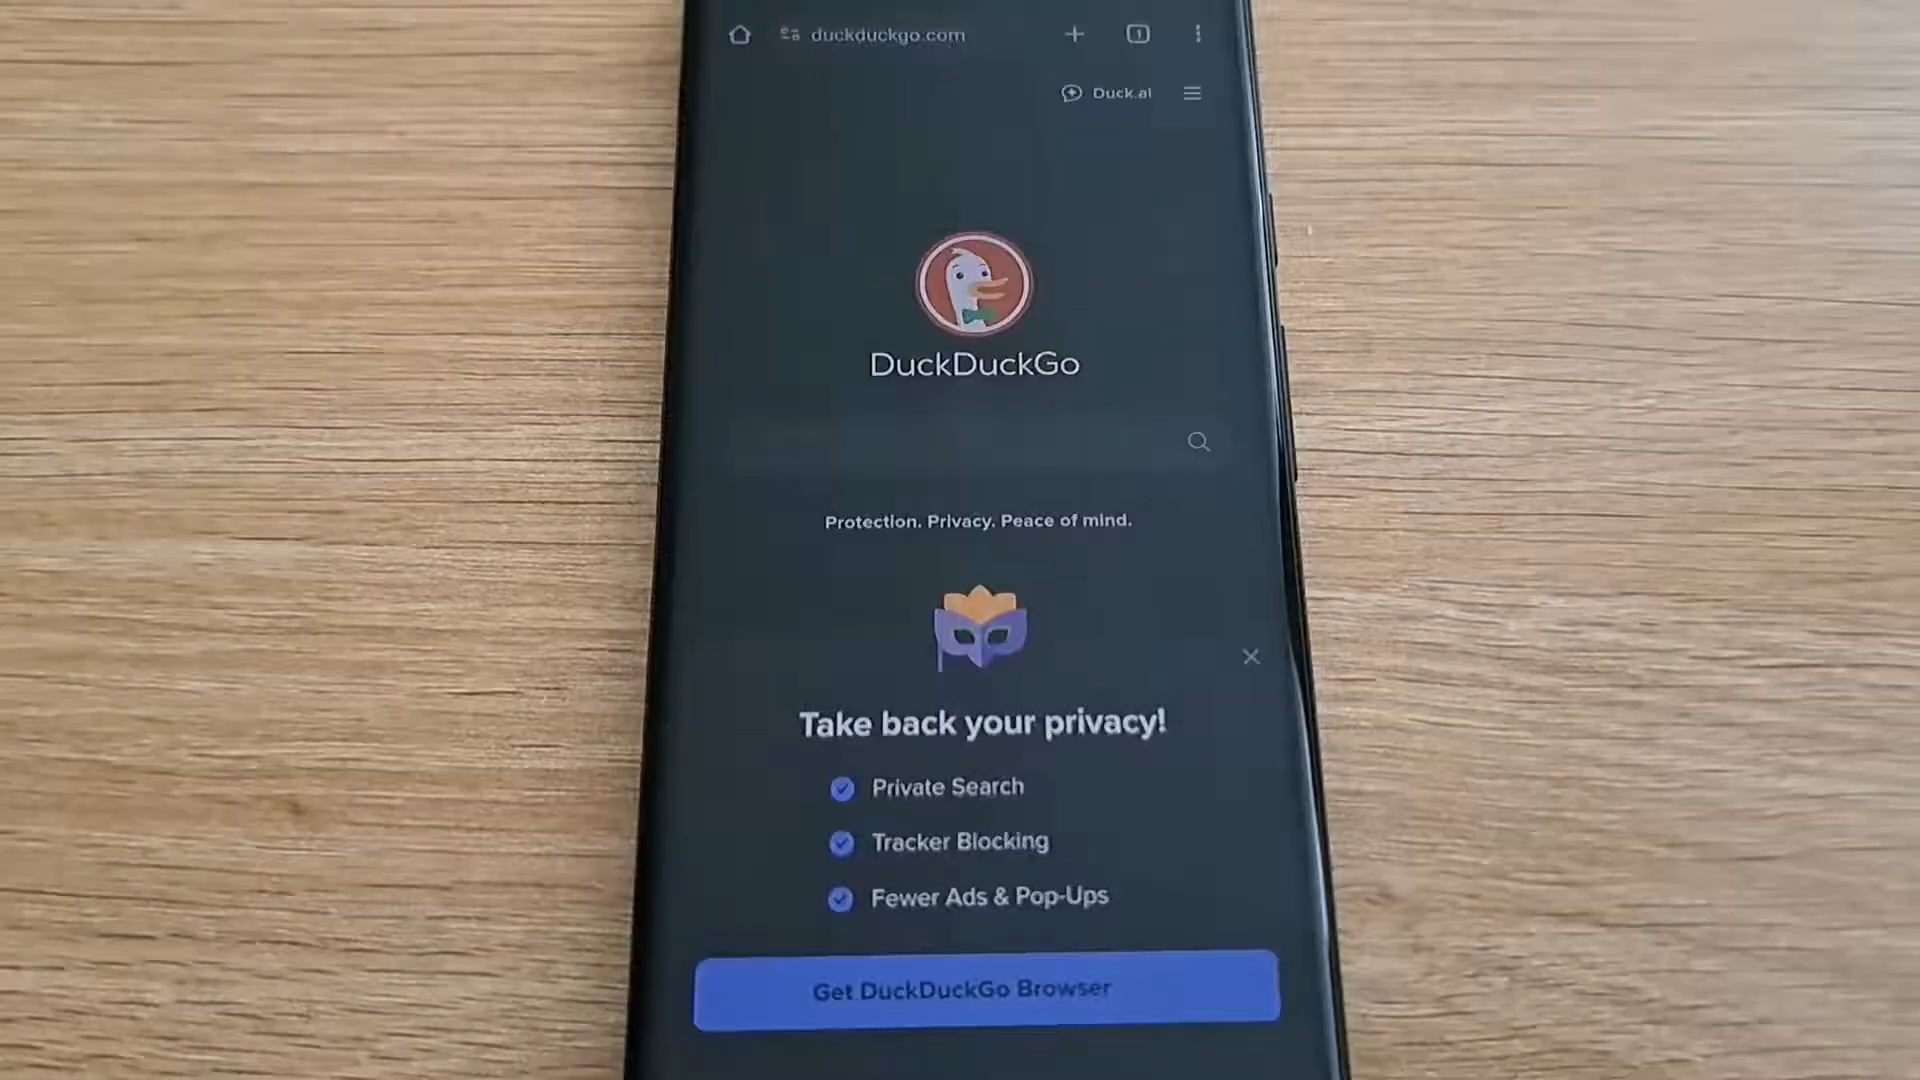 duckduckgo.com
1
Duck.ai
DuckDuckGo
Protection. Privacy. Peace of mind.
Take back your privacy!
Private Search
Tracker Blocking
Fewer Ads & Pop-Ups
Get DuckDuckGo Browser